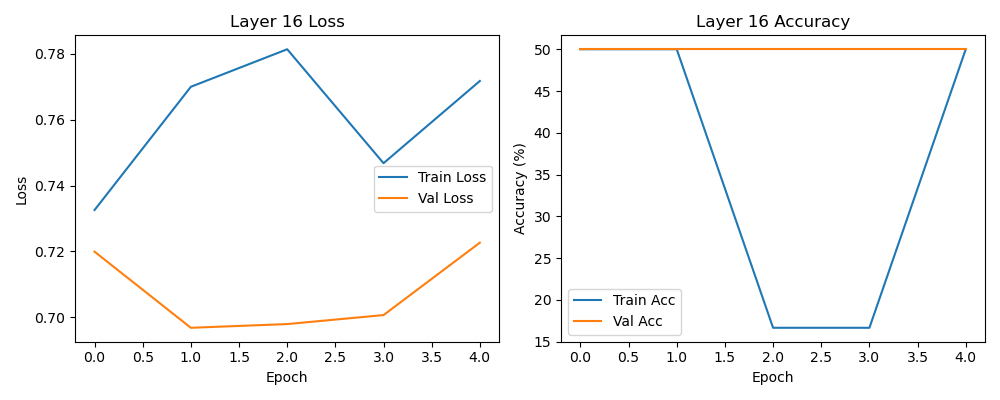 Layer 16 Loss
Loss
0.78
0.76
0.74
0.72
0.70
Train Loss
Val Loss
0.0 0.5 1.0 1.5 2.0 2.5 3.0 3.5 4.0
Epoch
Layer 16 Accuracy
Accuracy (%)
50
45
40
35
30
25
20
15
Train Acc
Val Acc
0.0 0.5 1.0 1.5 2.0 2.5 3.0 3.5 4.0
Epoch